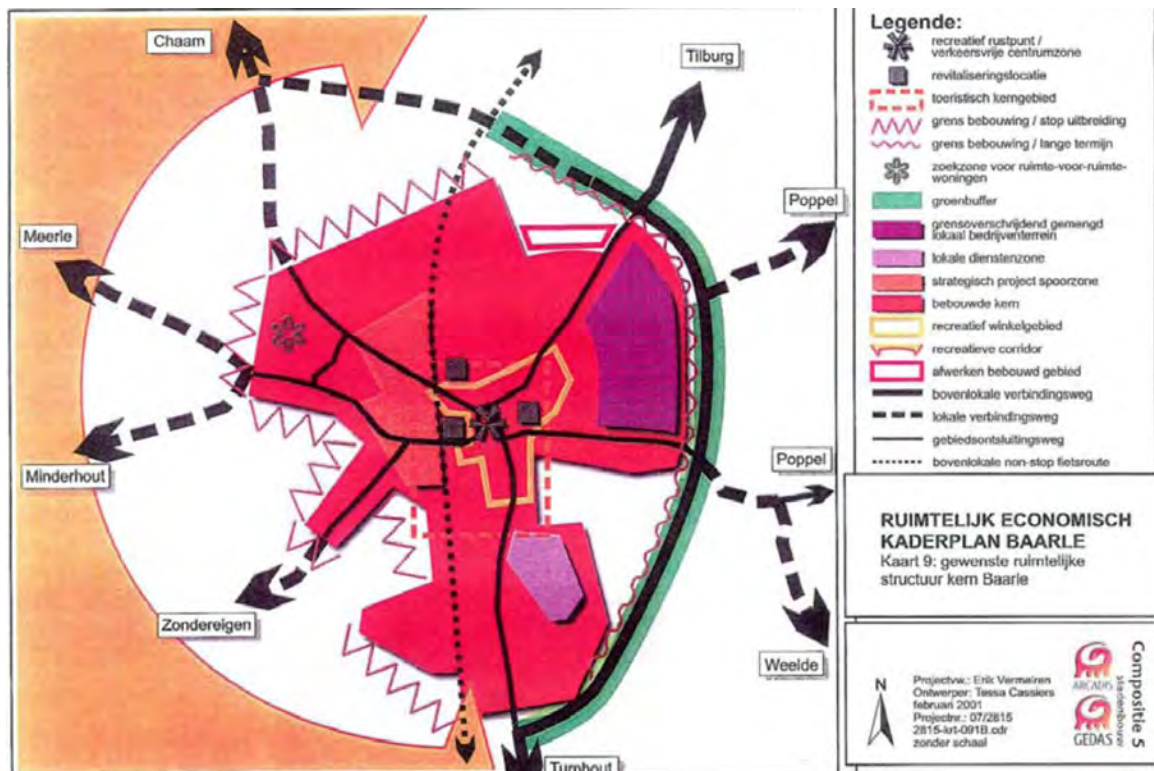 Chaam
Tilburg
Meerle
Poppel
Minderhout
Poppel
Zondereigen
Weelde
Turnhout
Legende:
recreatief rustpunt /
verkeersvrije centrumzone
revitaliseringslocatie
toeristisch kerngebied
grens bebouwing / stop uitbreiding
grens bebouwing / lange termijn
zoekzone voor ruimte-voor-ruimte-
woningen
groenbuffer
grensoverschrijdend gemengd
lokaal bedrijventerrein
lokale dienstenzone
strategisch project spoorzone
bebouwde kern
recreatief winkelgebied
recreatieve corridor
afwerken bebouwd gebied
bovenlokale verbindingsweg
lokale verbindingsweg
gebiedsontsluitingsweg
bovenlokale non-stop fietsroute
RUIMTELIJK ECONOMISCH
KADERPLAN BAARLE
Kaart 9: gewenste ruimtelijke
structuur kern Baarle
N
Projectvw.: Erik Vermeiren
Ontwerper: Tessa Cassiers
februari 2001
Projectnr.: 07/2815
2815-krt-091B.cdr
zonder schaal
ARCADIS
GEDAS
Compositie 5
stedenbouw